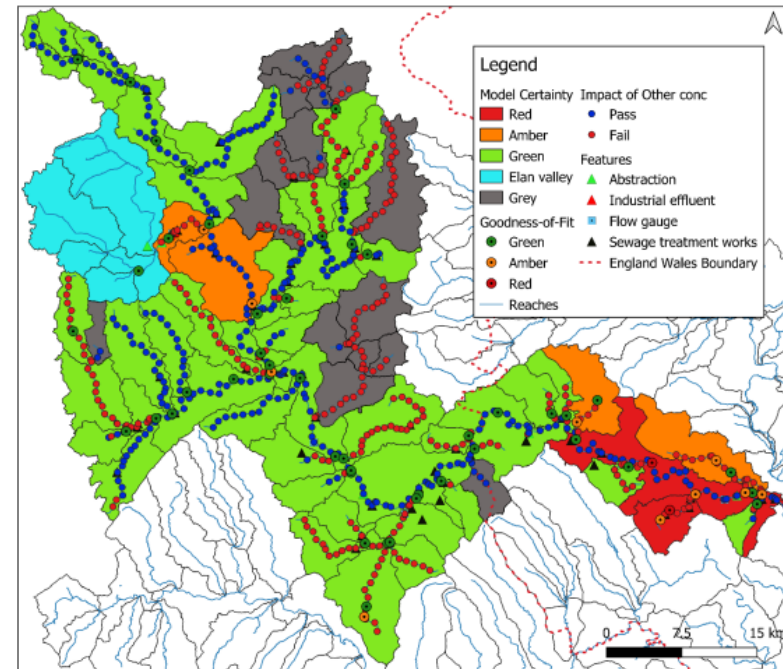 Legend
Model Certainty
Red
Amber
Green
Elan valley
Grey
Goodness-of-Fit
Green
Amber
Red
Reaches
Impact of Other conc
Pass
Fail
Features
Abstraction
Industrial effluent
Flow gauge
Sewage treatment works
England Wales Boundary
0 7.5 15 km